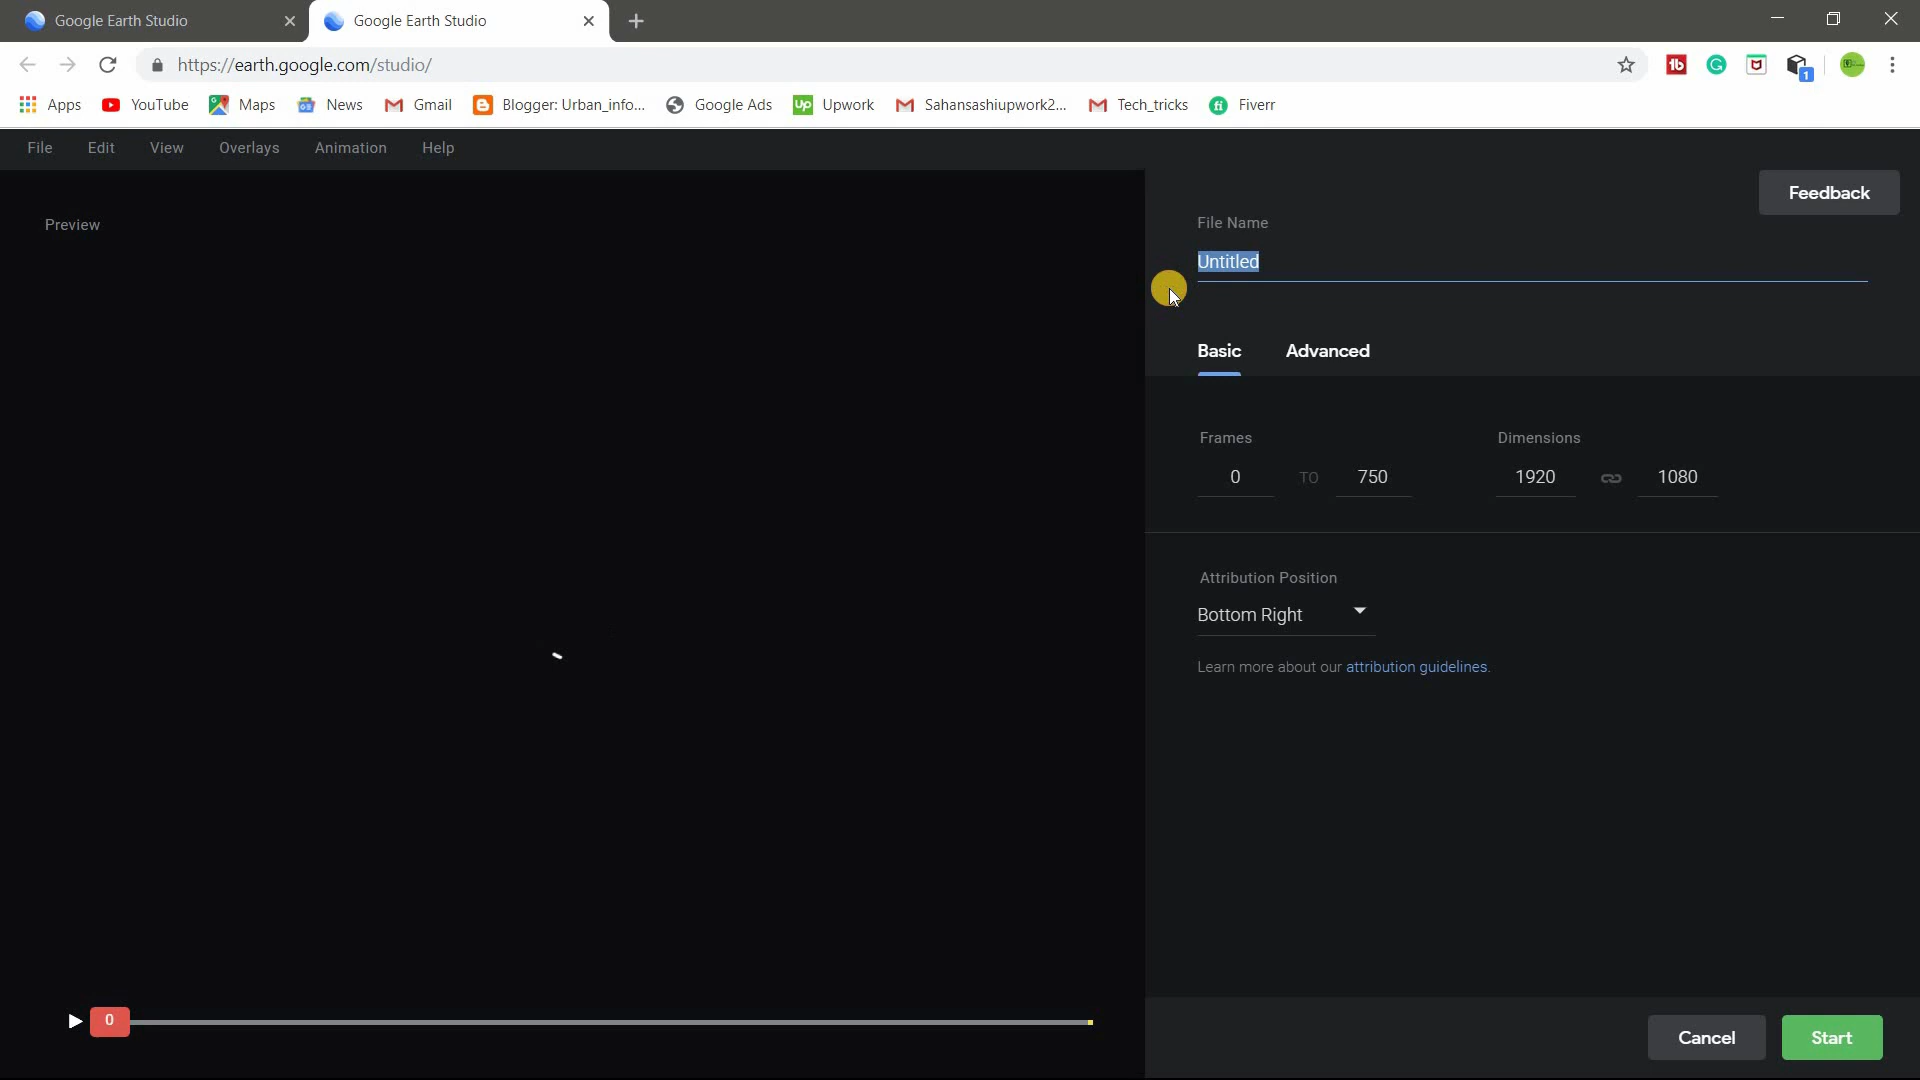 Google Earth Studio
Google Earth Studio
https://earth.google.com/studio/
1
Apps YouTube Maps News Gmail Blogger: Urban_info... Google Ads Upwork Sahansashiupwork2... Tech_tricks Fiverr
File Edit View Overlays Animation Help
Feedback
Preview
File Name
Untitled
Basic Advanced
Frames Dimensions
0 TO 750 1920 1080
Attribution Position
Bottom Right
Learn more about our attribution guidelines.
0
Cancel Start